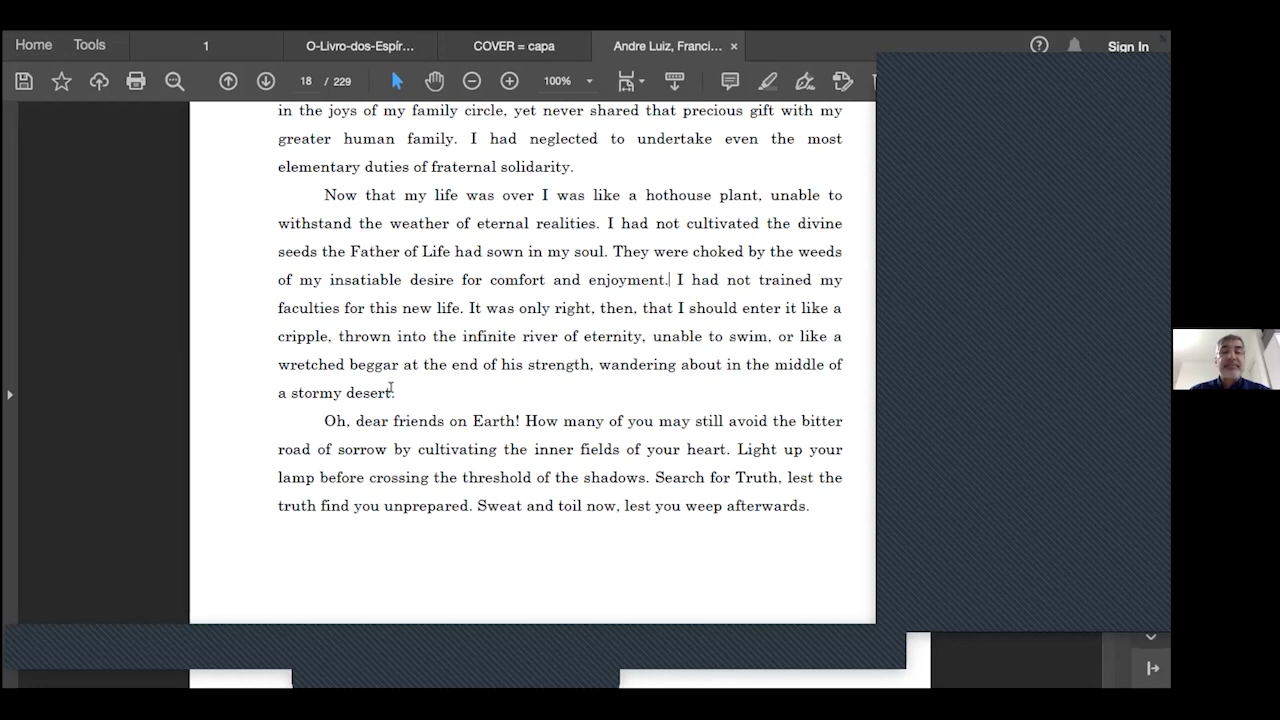 Home Tools 1 O-Livro-dos-Espír... COVER = capa Andre Luiz, Franci... × Sign In
18 / 229 100%
in the joys of my family circle, yet never shared that precious gift with my
greater human family. I had neglected to undertake even the most
elementary duties of fraternal solidarity.
Now that my life was over I was like a hothouse plant, unable to
withstand the weather of eternal realities. I had not cultivated the divine
seeds the Father of Life had sown in my soul. They were choked by the weeds
of my insatiable desire for comfort and enjoyment. I had not trained my
faculties for this new life. It was only right, then, that I should enter it like a
cripple, thrown into the infinite river of eternity, unable to swim, or like a
wretched beggar at the end of his strength, wandering about in the middle of
a stormy desert.
Oh, dear friends on Earth! How many of you may still avoid the bitter
road of sorrow by cultivating the inner fields of your heart. Light up your
lamp before crossing the threshold of the shadows. Search for Truth, lest the
truth find you unprepared. Sweat and toil now, lest you weep afterwards.